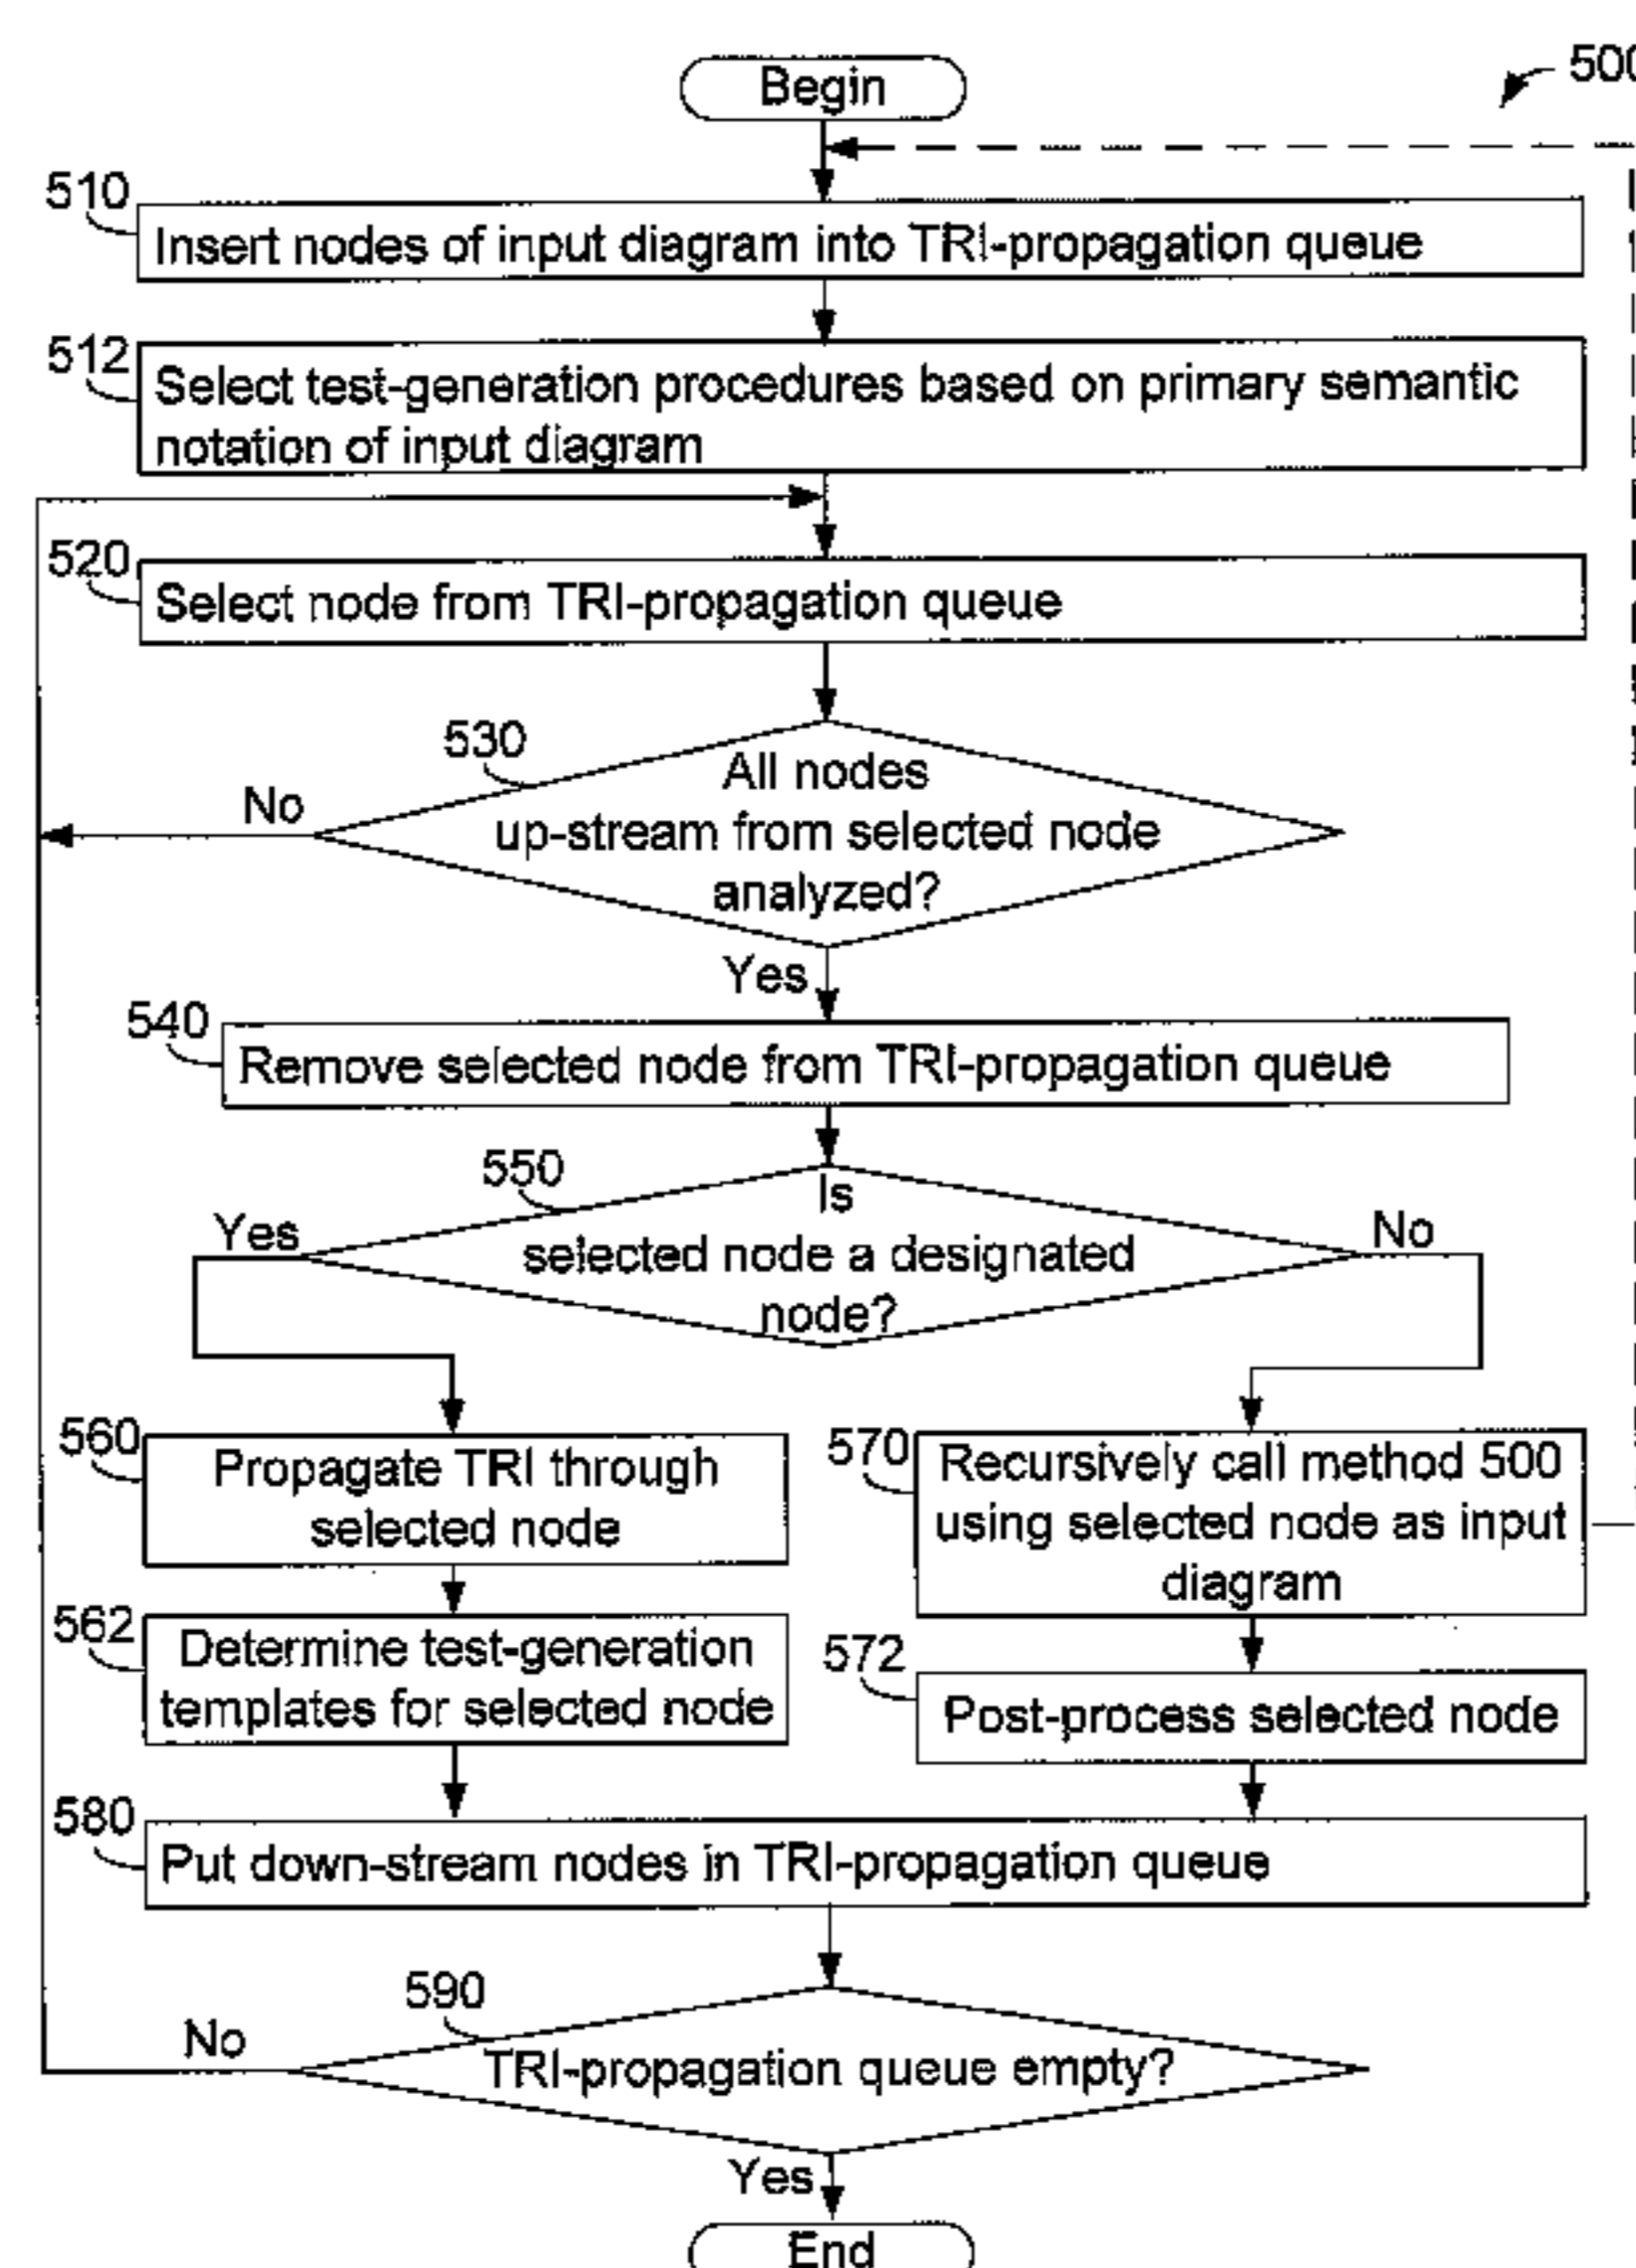 Begin
500
510
Insert nodes of input diagram into TRI-propagation queue
512
Select test-generation procedures based on primary semantic
notation of input diagram
520
Select node from TRI-propagation queue
530
All nodes
up-stream from selected node
analyzed?
No
Yes
540
Remove selected node from TRI-propagation queue
550
Is
selected node a designated
node?
Yes
No
560
Propagate TRI through
selected node
570
Recursively call method 500
using selected node as input
diagram
562
Determine test-generation
templates for selected node
572
Post-process selected node
580
Put down-stream nodes in TRI-propagation queue
590
TRI-propagation queue empty?
No
Yes
End